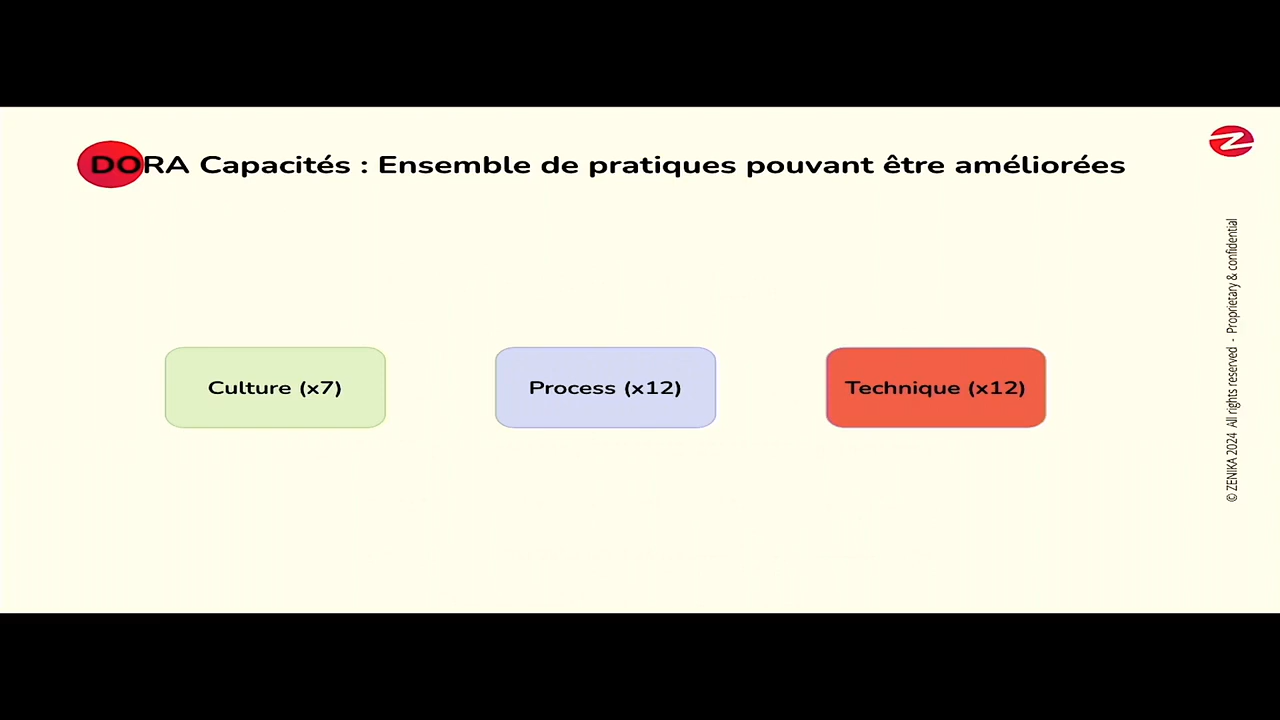 DORA Capacités : Ensemble de pratiques pouvant être améliorées
Culture (x7)
Process (x12)
Technique (x12)
© ZENIKA 2024 All rights reserved - Proprietary & confidential